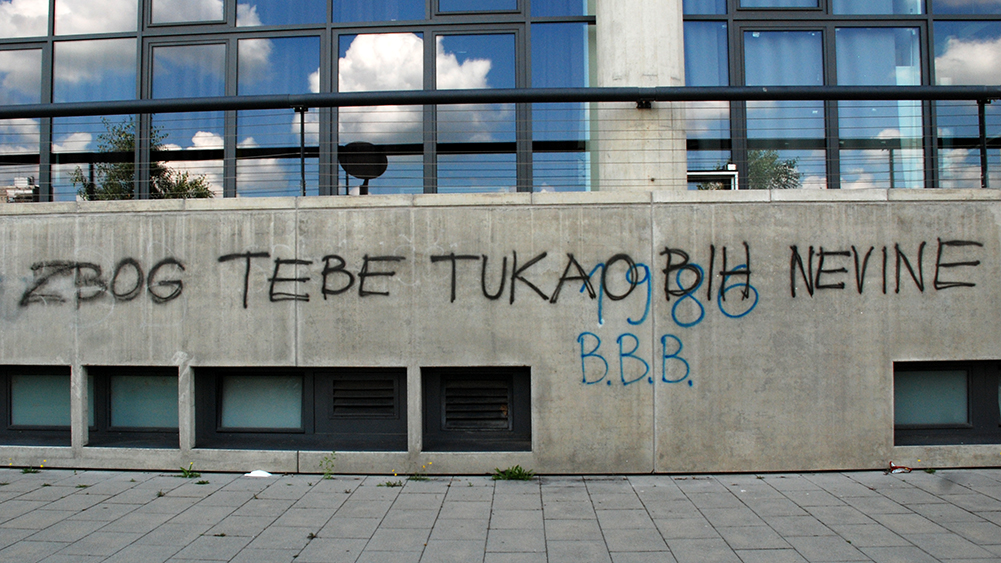 ZBOG TEBE TUKAO BIH NEVINE
1986
B.B.B.